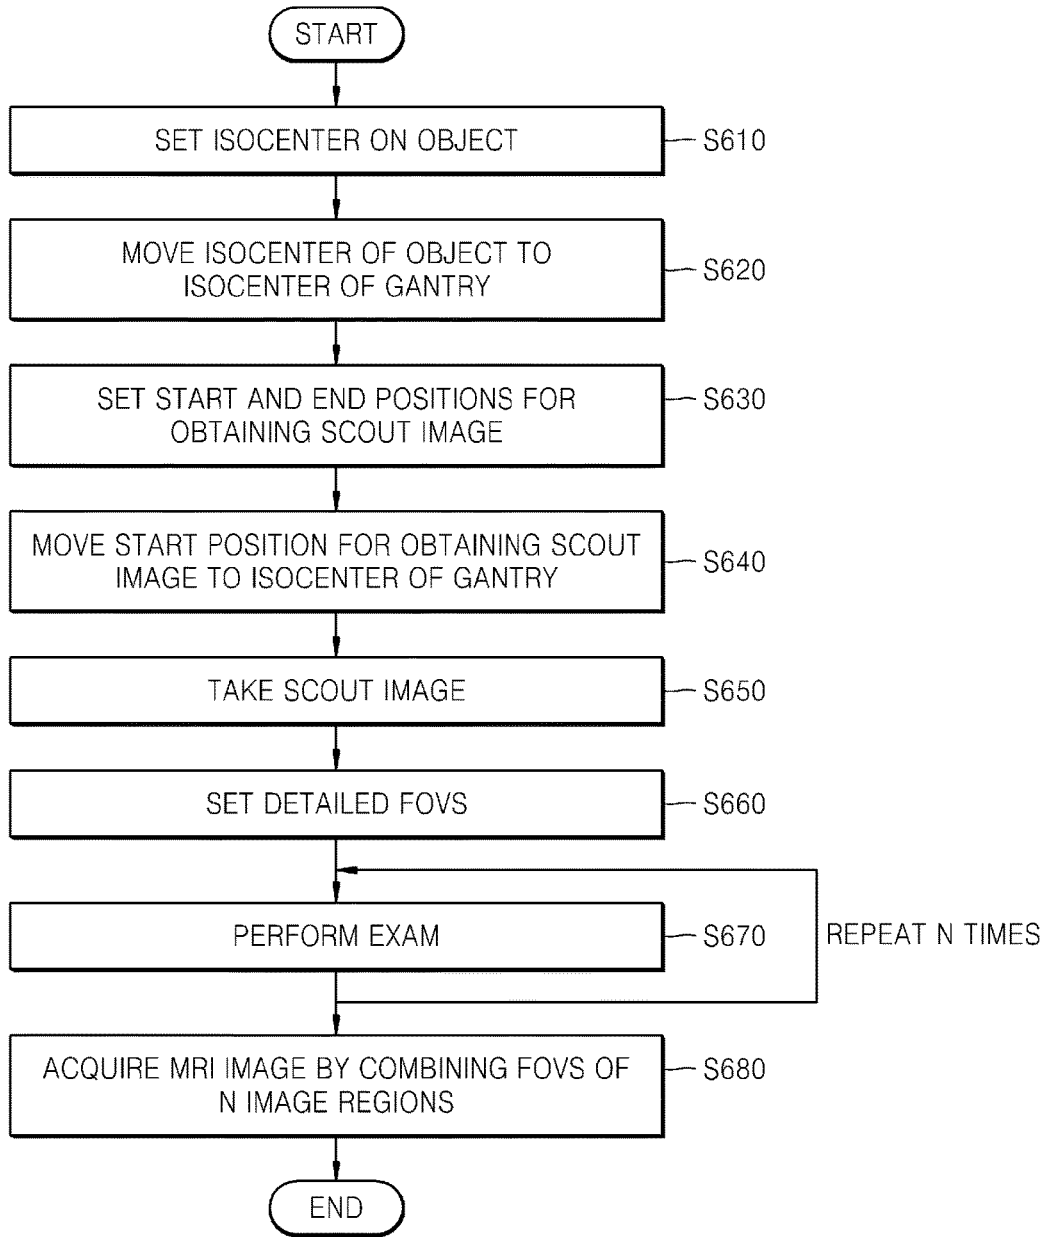 START
SET ISOCENTER ON OBJECT
S610
MOVE ISOCENTER OF OBJECT TO
ISOCENTER OF GANTRY
S620
SET START AND END POSITIONS FOR
OBTAINING SCOUT IMAGE
S630
MOVE START POSITION FOR OBTAINING SCOUT
IMAGE TO ISOCENTER OF GANTRY
S640
TAKE SCOUT IMAGE
S650
SET DETAILED FOVS
S660
PERFORM EXAM
S670
REPEAT N TIMES
ACQUIRE MRI IMAGE BY COMBINING FOVS OF
N IMAGE REGIONS
S680
END